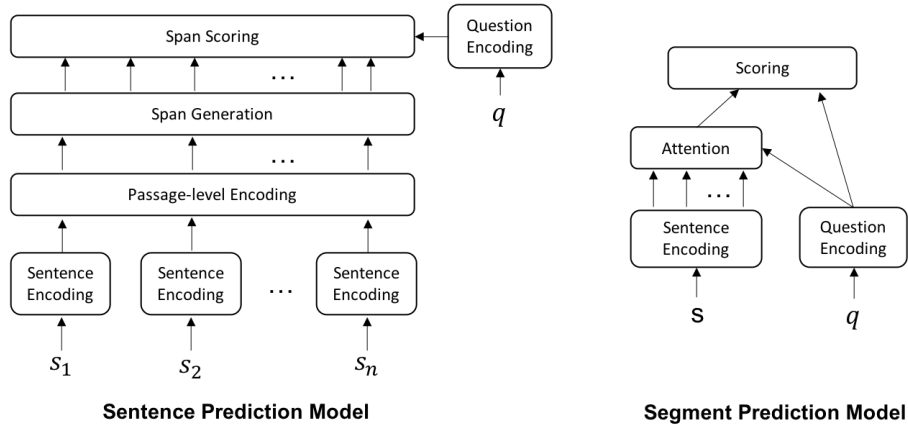 Span Scoring
Question
Encoding
q
Span Generation
...
...
Passage-level Encoding
Sentence
Encoding
Sentence
Encoding
...
Sentence
Encoding
s1
s2
sn
Sentence Prediction Model
Scoring
Attention
...
Sentence
Encoding
Question
Encoding
s
q
Segment Prediction Model